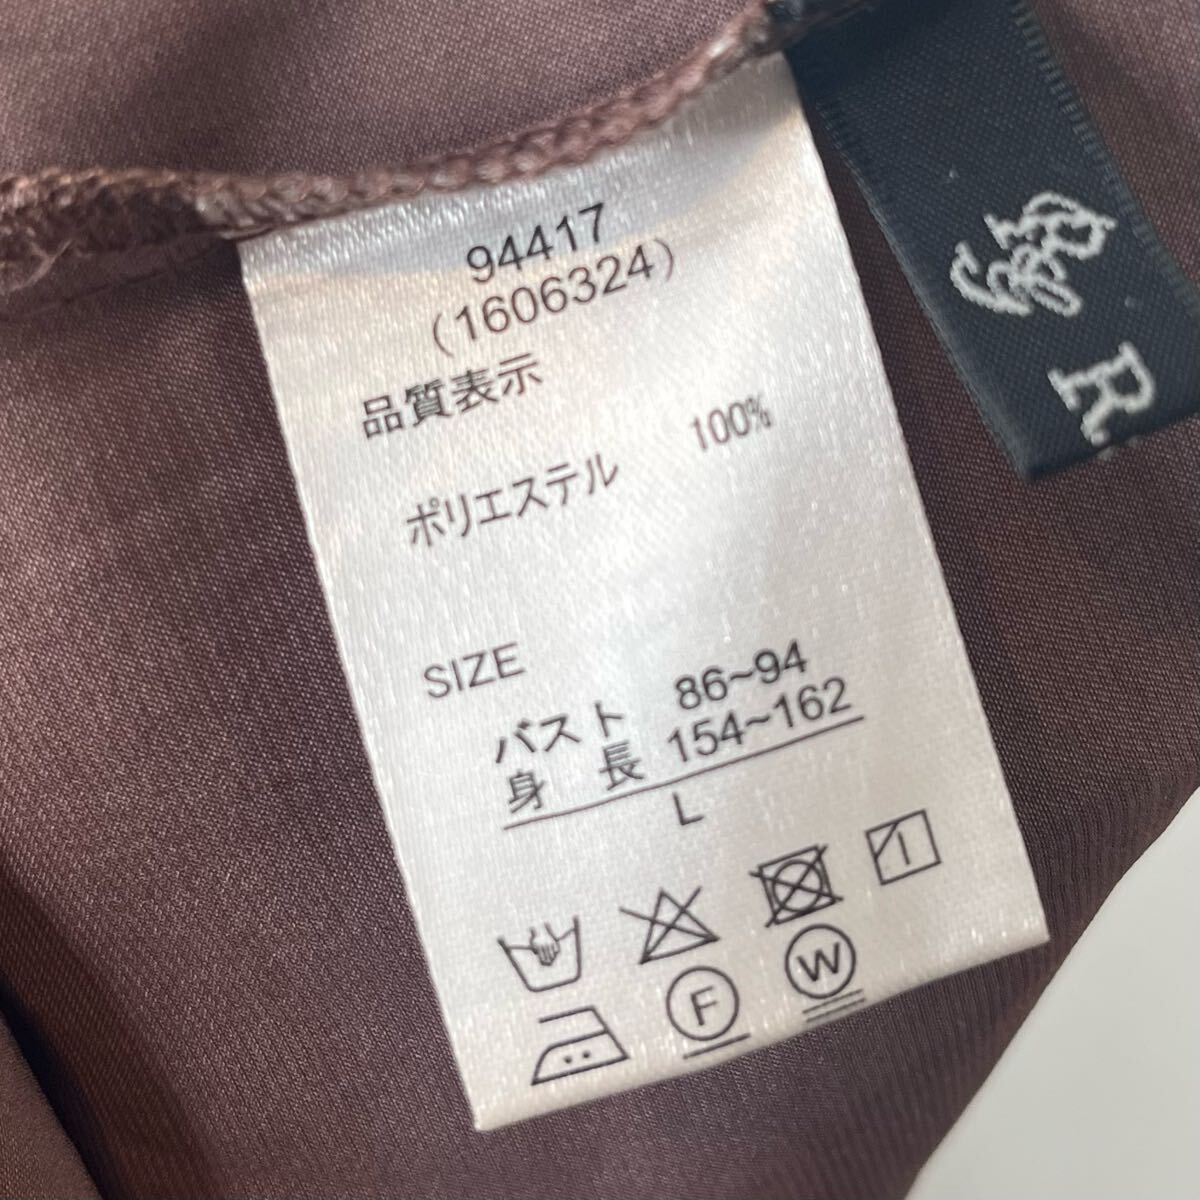 94417
(1606324)
品質表示
ポリエステル 100%
SIZE
バスト 86~94
身 長 154~162
L
F W
R